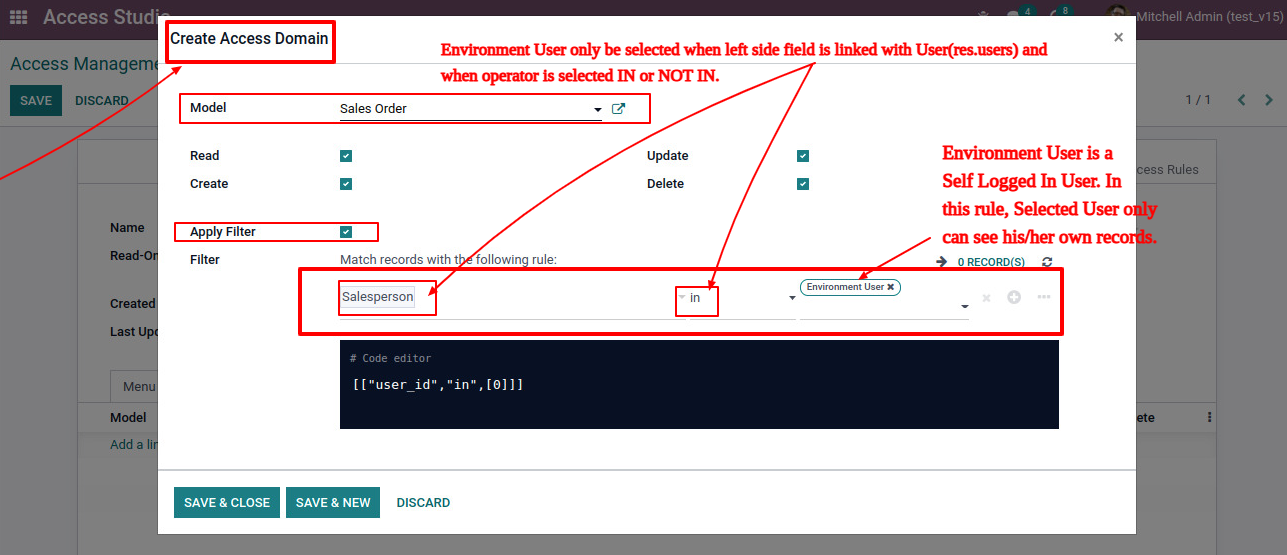 Access Studio
4
8
Mitchell Admin (test_v15)
Create Access Domain
×
Environment User only be selected when left side field is linked with User(res.users) and
when operator is selected IN or NOT IN.
Access Manageme
SAVE
DISCARD
1 / 1
Model
Sales Order
Read
Update
Create
Delete
Environment User is a
Self Logged In User. In
this rule, Selected User only
can see his/her own records.
cess Rules
Name
Apply Filter
Read-On
Filter
Match records with the following rule:
0 RECORD(S)
Salesperson
in
Environment User ✖
Created
Last Upd
# Code editor
[["user_id","in",[0]]]
Menu
Model
ete
Add a lin
SAVE & CLOSE
SAVE & NEW
DISCARD